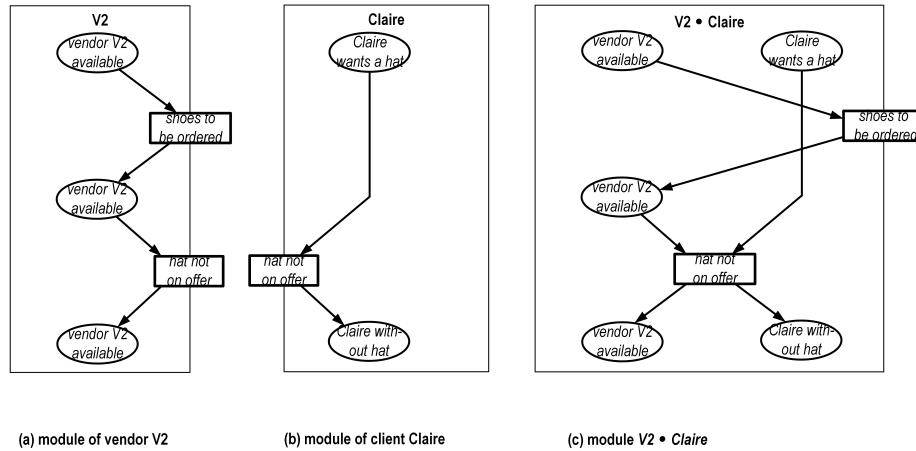 V2
vendor V2
available
shoes to
be ordered
vendor V2
available
hat not
on offer
vendor V2
available
Claire
Claire
wants a hat
hat not
on offer
Claire with-
out hat
V2 • Claire
vendor V2
available
Claire
wants a hat
shoes to
be ordered
vendor V2
available
hat not
on offer
vendor V2
available
Claire with-
out hat
(a) module of vendor V2
(b) module of client Claire
(c) module V2 • Claire